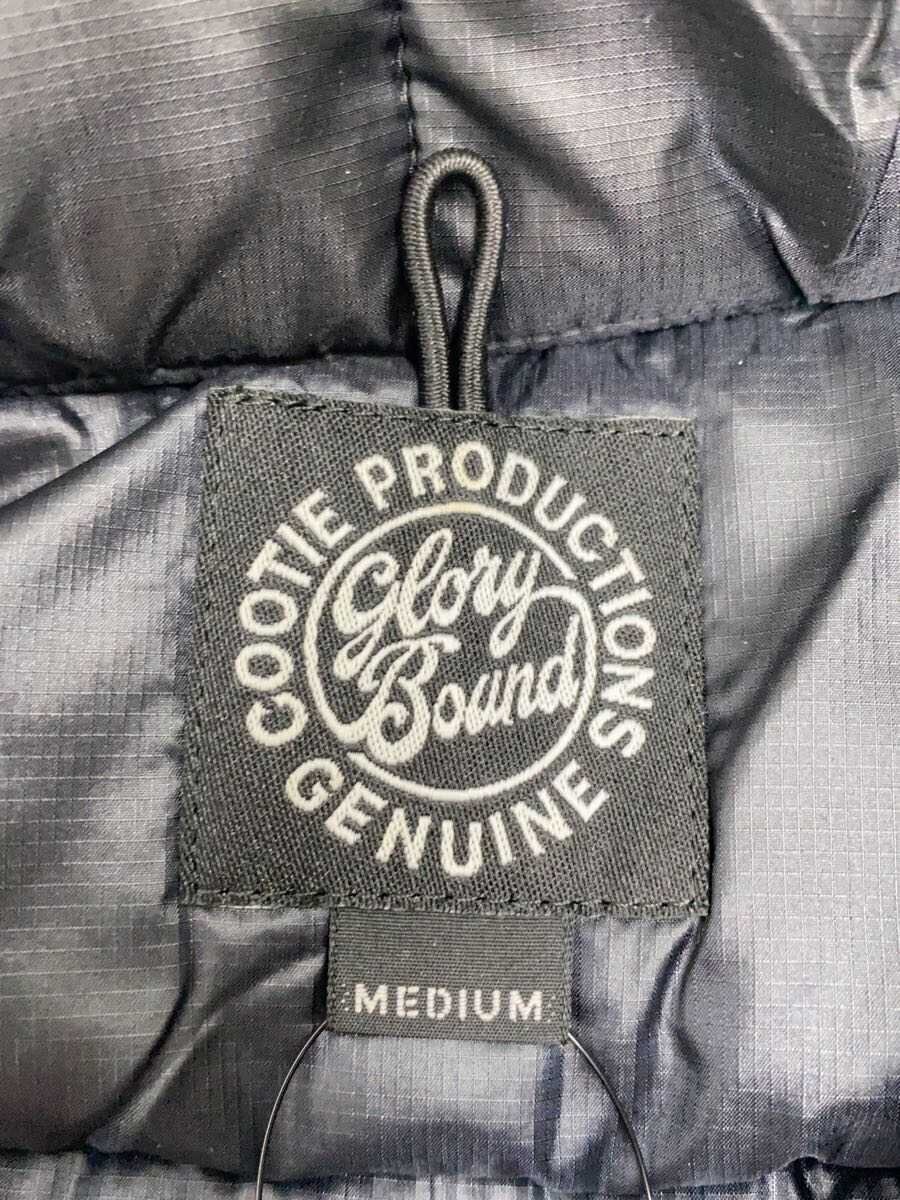 COOTIE PRODUCTIONS
Glory
Bound
GENUINE
MEDIUM